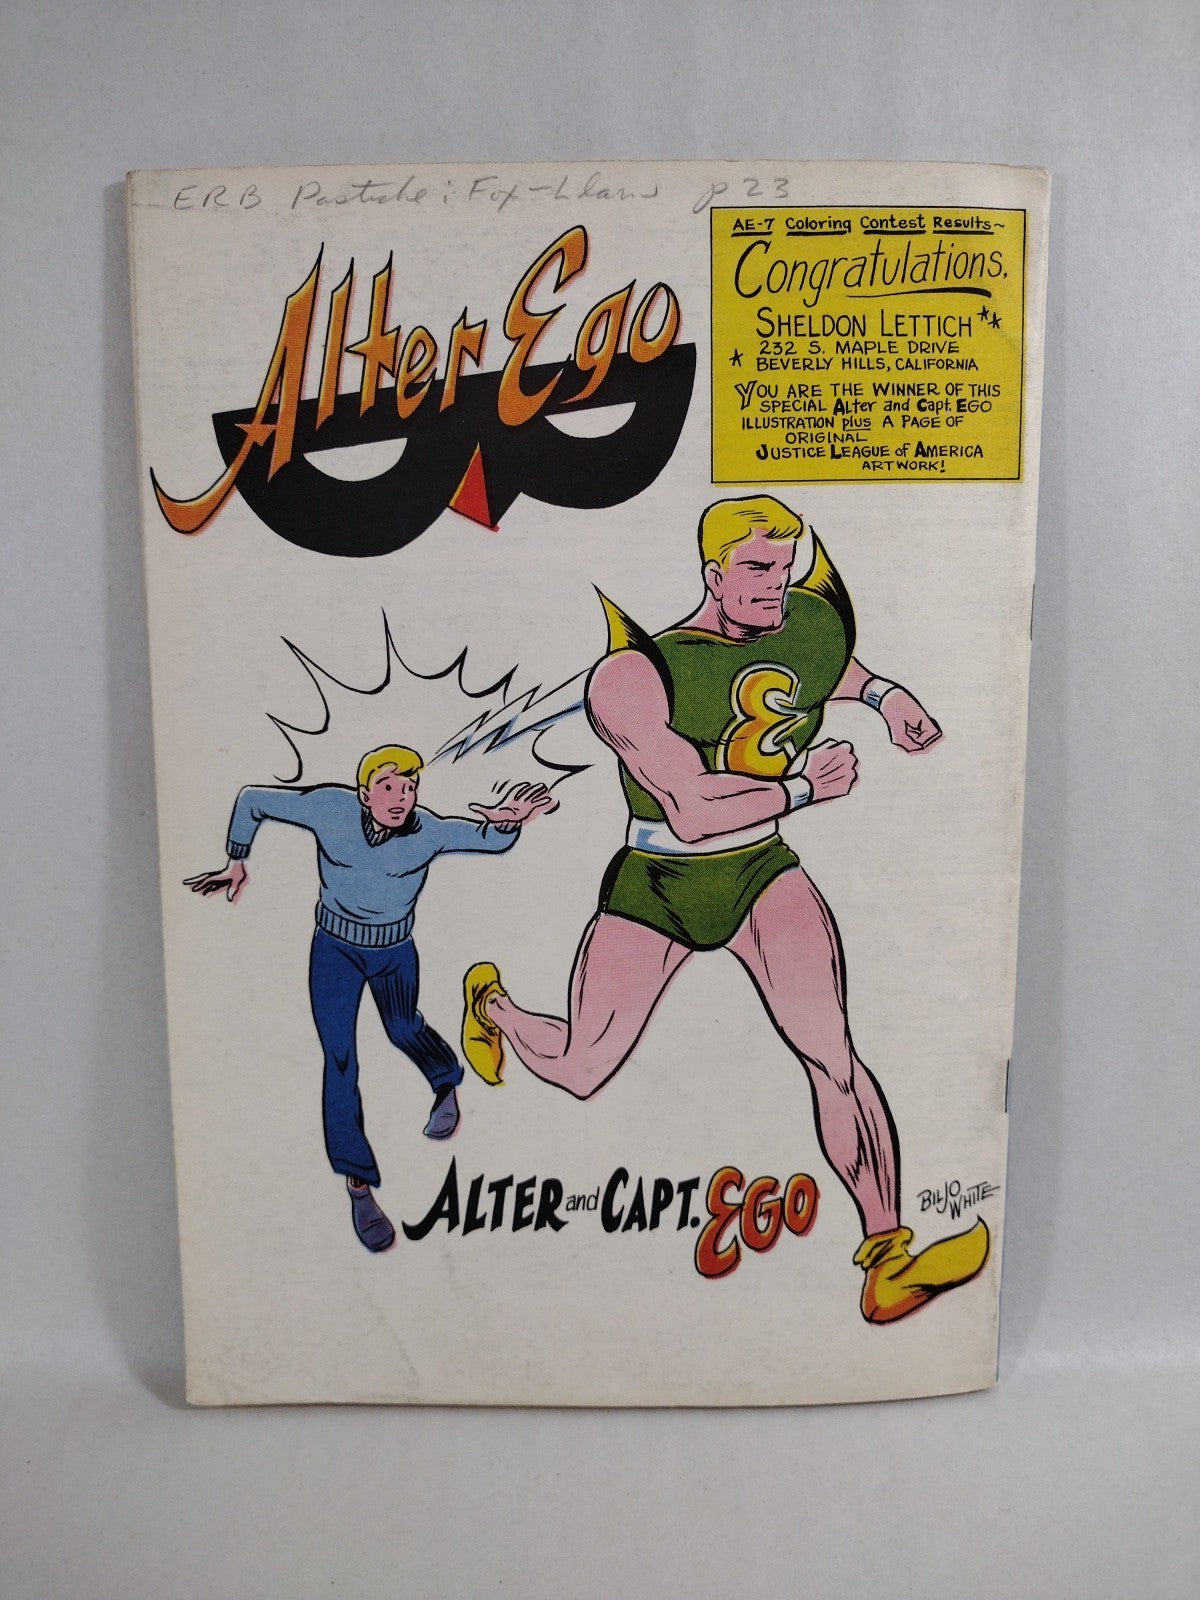 ERB Pastiche: Fox- p 23
Alter Ego
AE-7 Coloring Contest Results~
Congratulations,
SHELDON LETTICH
232 S. MAPLE DRIVE
BEVERLY HILLS, CALIFORNIA
YOU ARE THE WINNER OF THIS
SPECIAL Alter and Capt. EGO
ILLUSTRATION plus A PAGE OF
ORIGINAL
JUSTICE LEAGUE of AMERICA
ARTWORK!
E
ALTER and CAPT. EGO
BILJO
WHITE